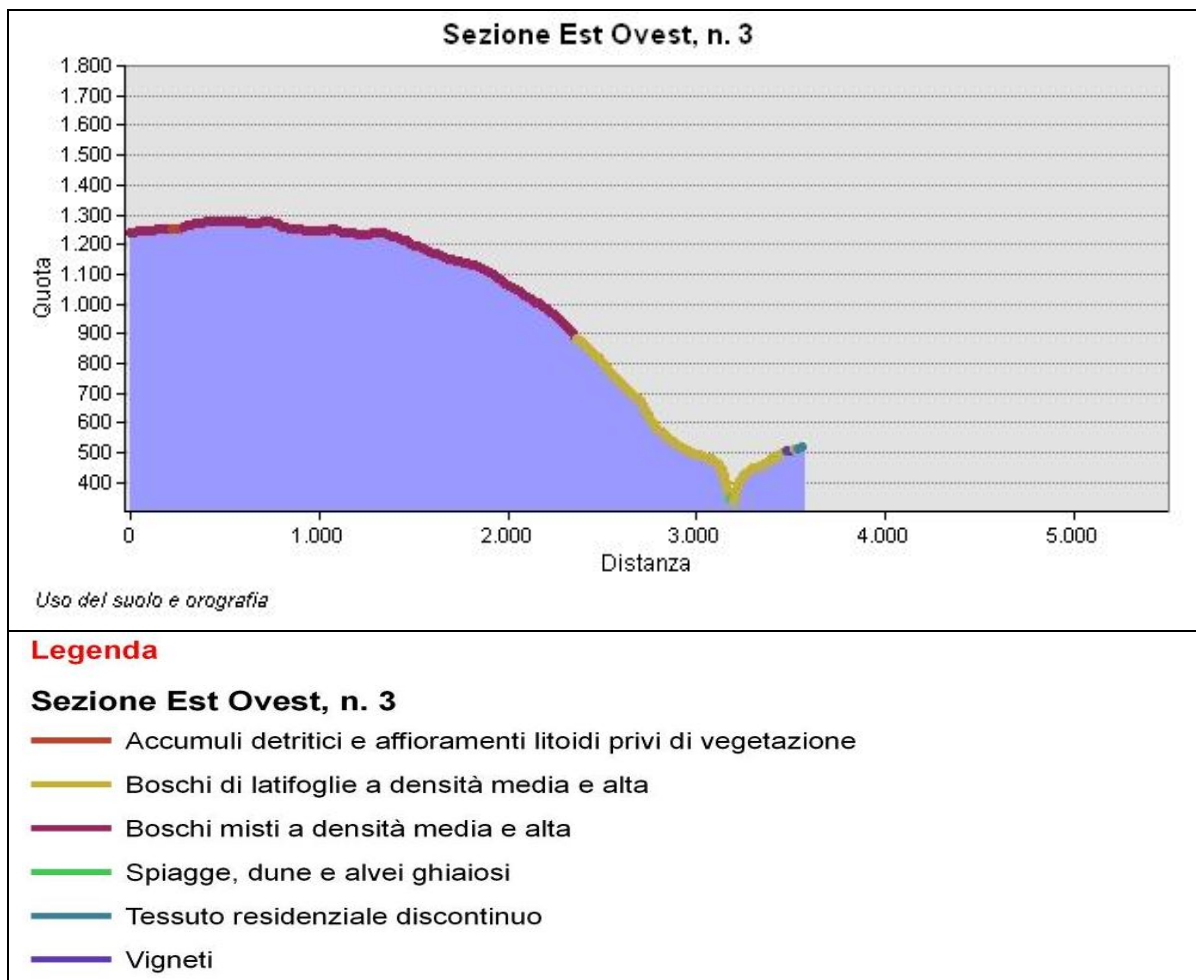 Sezione Est Ovest, n. 3
1.800
1.700
1.600
1.500
1.400
1.300
1.200
1.100
1.000
900
800
700
600
500
400
Quota
0 1.000 2.000 3.000 4.000 5.000
Distanza
Uso del suolo e orografia
Legenda
Sezione Est Ovest, n. 3
Accumuli detritici e affioramenti litoidi privi di vegetazione
Boschi di latifoglie a densità media e alta
Boschi misti a densità media e alta
Spiagge, dune e alvei ghiaiosi
Tessuto residenziale discontinuo
Vigneti